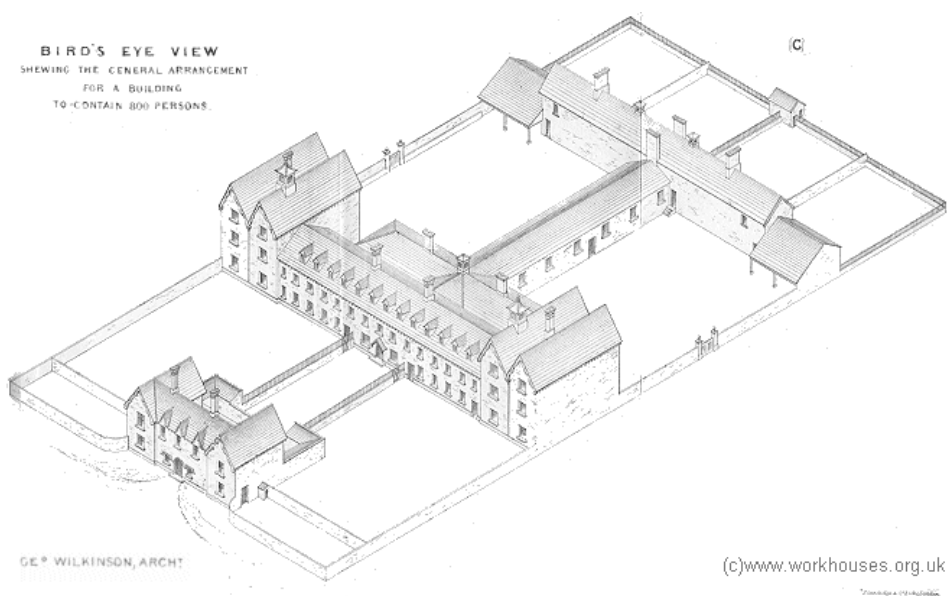 BIRD'S EYE VIEW
SHEWING THE GENERAL ARRANGEMENT
FOR A BUILDING
TO CONTAIN 800 PERSONS.
(C)
GEO WILKINSON, ARCHT
(c)www.workhouses.org.uk